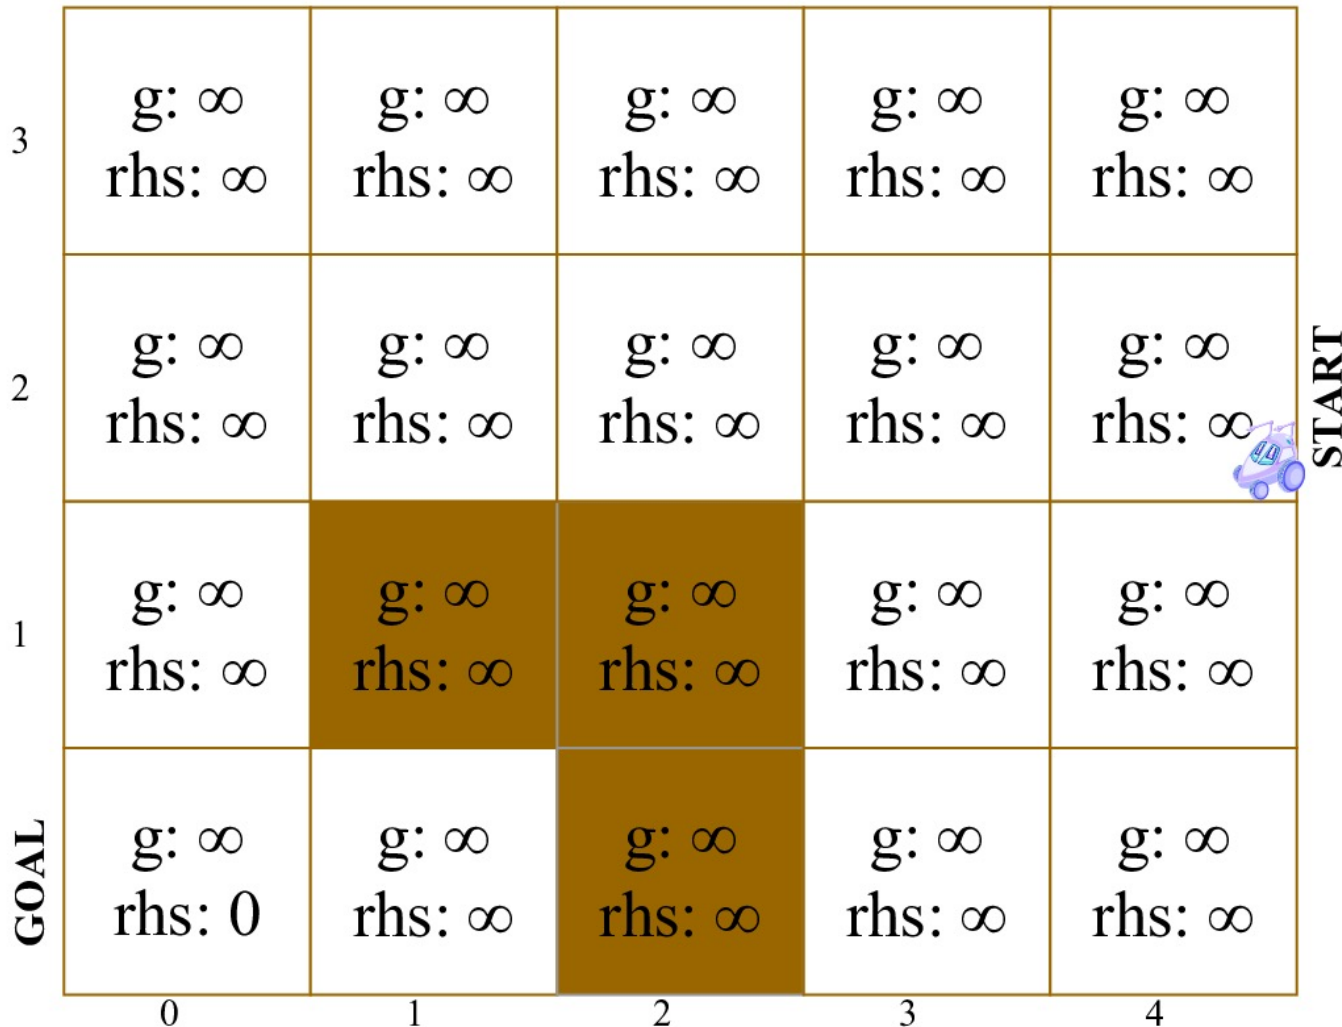 g: ∞ g: ∞ g: ∞ g: ∞ g: ∞
3
rhs: ∞ rhs: ∞ rhs: ∞ rhs: ∞ rhs: ∞
g: ∞ g: ∞ g: ∞ g: ∞ g: ∞
2
rhs: ∞ rhs: ∞ rhs: ∞ rhs: ∞ rhs: ∞
START
g: ∞ g: ∞ g: ∞ g: ∞ g: ∞
1
rhs: ∞ rhs: ∞ rhs: ∞ rhs: ∞ rhs: ∞
g: ∞ g: ∞ g: ∞ g: ∞ g: ∞
GOAL
rhs: 0 rhs: ∞ rhs: ∞ rhs: ∞ rhs: ∞
0 1 2 3 4